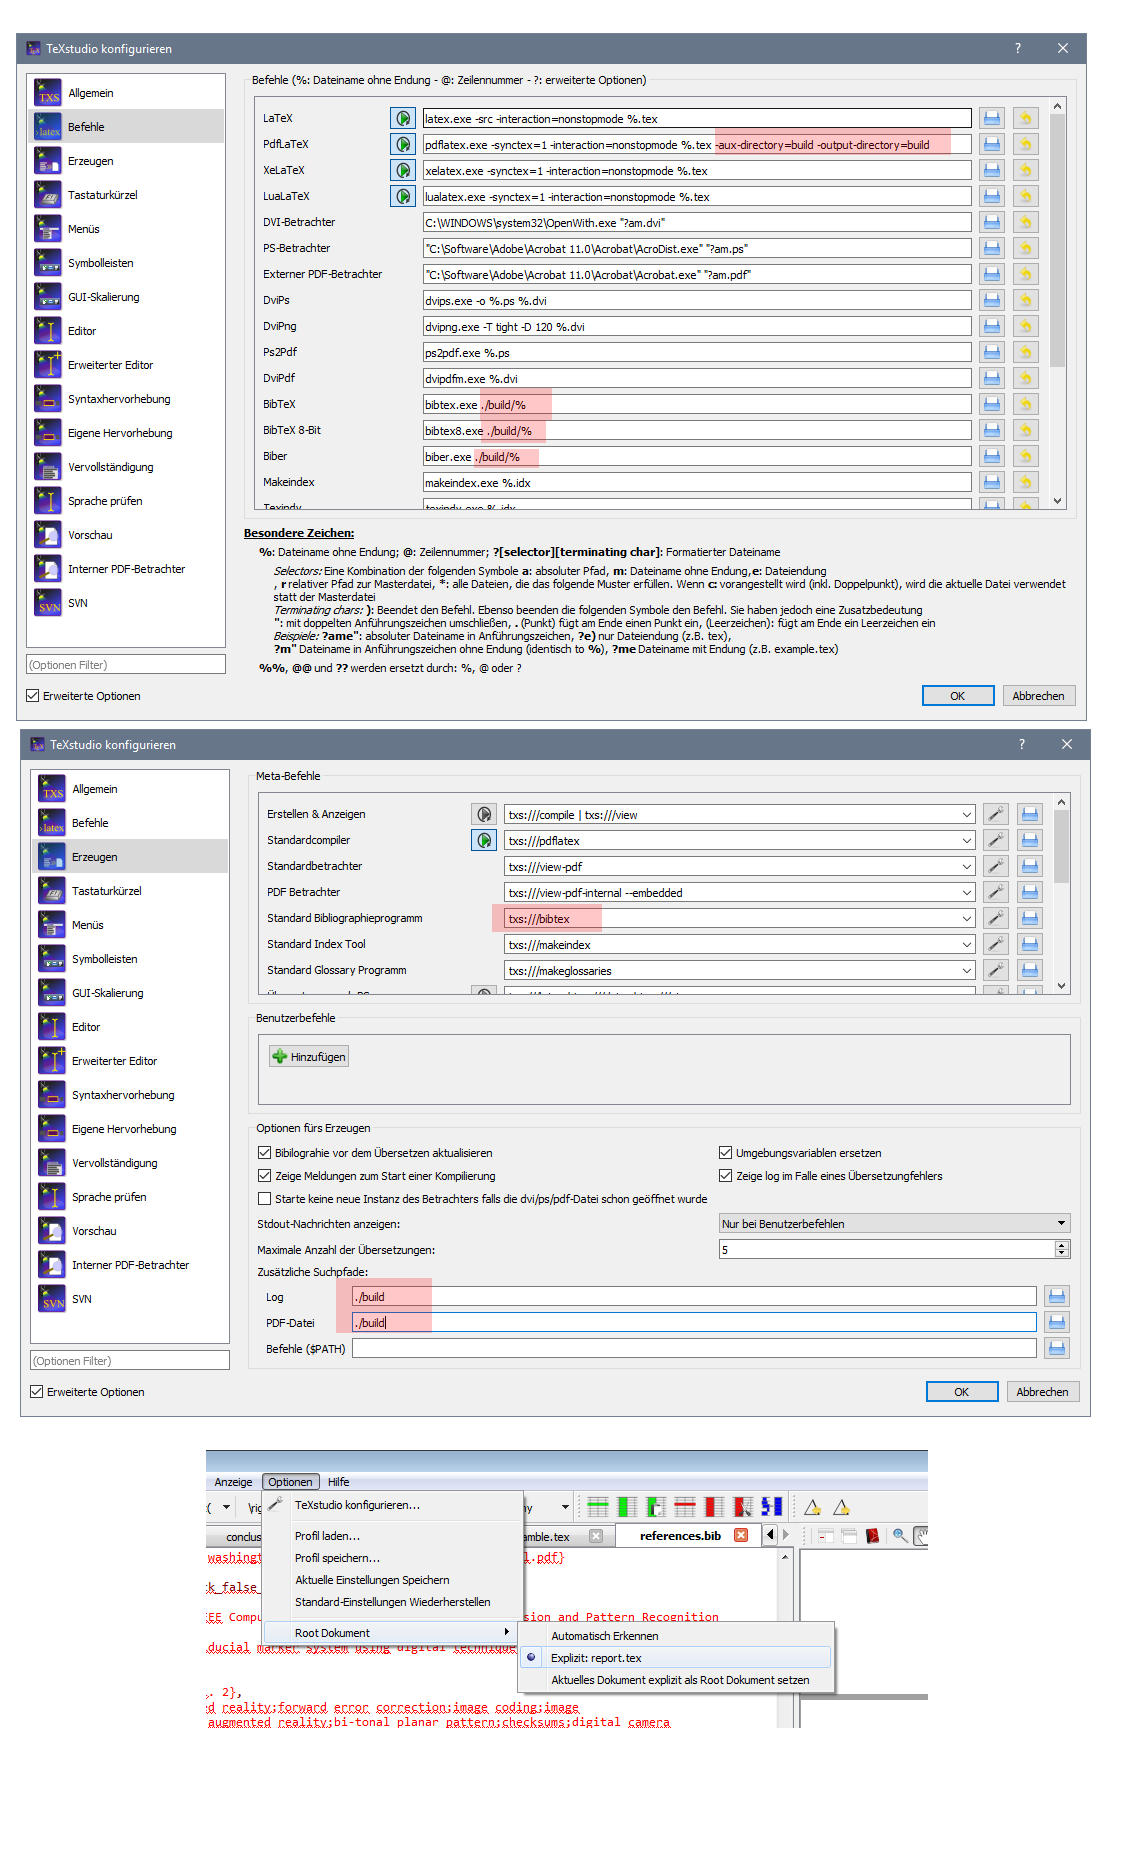 TeXstudio konfigurieren
Allgemein
Befehle
Erzeugen
Tastaturkürzel
Menüs
Symbolleisten
GUI-Skalierung
Editor
Erweiterter Editor
Syntaxhervorhebung
Eigene Hervorhebung
Vervollständigung
Sprache prüfen
Vorschau
Interner PDF-Betrachter
SVN
(Optionen Filter)
Erweiterte Optionen
Befehle (%: Dateiname ohne Endung - @: Zeilennummer - ?: erweiterte Optionen)
LaTeX latex.exe -src -interaction=nonstopmode %.tex
PdfLaTeX pdflatex.exe -synctex=1 -interaction=nonstopmode %.tex -aux-directory=build -output-directory=build
XeLaTeX xelatex.exe -synctex=1 -interaction=nonstopmode %.tex
LuaLaTeX lualatex.exe -synctex=1 -interaction=nonstopmode %.tex
DVI-Betrachter C:\WINDOWS\system32\OpenWith.exe "?am.dvi"
PS-Betrachter "C:\Software\Adobe\Acrobat 11.0\Acrobat\AcroDist.exe" "?am.ps"
Externer PDF-Betrachter "C:\Software\Adobe\Acrobat 11.0\Acrobat\Acrobat.exe" "?am.pdf"
DviPs dvips.exe -o %.ps %.dvi
DviPng dvipng.exe -T tight -D 120 %.dvi
Ps2Pdf ps2pdf.exe %.ps
DviPdf dvipdfm.exe %.dvi
BibTeX bibtex.exe ./build/%
BibTeX 8-Bit bibtex8.exe ./build/%
Biber biber.exe ./build/%
Makeindex makeindex.exe %.idx
Texindy texindy.exe %.idx
Besondere Zeichen:
%: Dateiname ohne Endung; @: Zeilennummer; ?[selector][terminating char]: Formatierter Dateiname
Selectors: Eine Kombination der folgenden Symbole a: absoluter Pfad, m: Dateiname ohne Endung,e: Dateiendung
, r relativer Pfad zur Masterdatei, *: alle Dateien, die das folgende Muster erfüllen. Wenn c: vorangestellt wird (inkl. Doppelpunkt), wird die aktuelle Datei verwendet
statt der Masterdatei
Terminating chars: ): Beendet den Befehl. Ebenso beenden die folgenden Symbole den Befehl. Sie haben jedoch eine Zusatzbedeutung
": mit doppelten Anführungszeichen umschließen, . (Punkt) fügt am Ende einen Punkt ein, (Leerzeichen): fügt am Ende ein Leerzeichen ein
Beispiele: ?ame": absoluter Dateiname in Anführungszeichen, ?e) nur Dateiendung (z.B. tex),
?m" Dateiname in Anführungszeichen ohne Endung (identisch to %), ?me Dateiname mit Endung (z.B. example.tex)
%%, @@ und ?? werden ersetzt durch: %, @ oder ?
OK Abbrechen
TeXstudio konfigurieren
Allgemein
Befehle
Erzeugen
Tastaturkürzel
Menüs
Symbolleisten
GUI-Skalierung
Editor
Erweiterter Editor
Syntaxhervorhebung
Eigene Hervorhebung
Vervollständigung
Sprache prüfen
Vorschau
Interner PDF-Betrachter
SVN
(Optionen Filter)
Erweiterte Optionen
Meta-Befehle
Erstellen & Anzeigen txs:///compile | txs:///view
Standardcompiler txs:///pdflatex
Standardbetrachter txs:///view-pdf
PDF Betrachter txs:///view-pdf-internal --embedded
Standard Bibliographieprogramm txs:///bibtex
Standard Index Tool txs:///makeindex
Standard Glossary Programm txs:///makeglossaries
Benutzerbefehle
Hinzufügen
Optionen fürs Erzeugen
Bibilograhie vor dem Übersetzen aktualisieren Umgebungsvariablen ersetzen
Zeige Meldungen zum Start einer Kompilierung Zeige log im Falle eines Übersetzungfehlers
Starte keine neue Instanz des Betrachters falls die dvi/ps/pdf-Datei schon geöffnet wurde
Stdout-Nachrichten anzeigen: Nur bei Benutzerbefehlen
Maximale Anzahl der Übersetzungen: 5
Zusätzliche Suchpfade:
Log ./build
PDF-Datei ./build
Befehle ($PATH)
OK Abbrechen
Anzeige Optionen Hilfe
TeXstudio konfigurieren...
Profil laden...
Profil speichern...
Aktuelle Einstellungen Speichern
Standard-Einstellungen Wiederherstellen
Root Dokument
Automatisch Erkennen
Explizit: report.tex
Aktuelles Dokument explizit als Root Dokument setzen
conclus amble.tex references.bib
washingt l.pdf}
k_false_
EEE Compu sion and Pattern Recognition
ducial marker system using digital technique
. 2},
d reality;forward error correction;image coding;image
augmented reality;bi-tonal planar pattern;checksums;digital camera